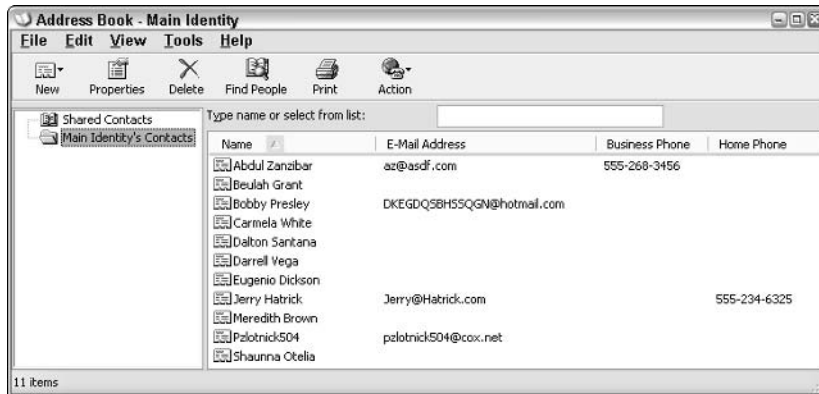 Address Book - Main Identity
File Edit View Tools Help
New Properties Delete Find People Print Action
Shared Contacts
Main Identity's Contacts
Type name or select from list:
Name E-Mail Address Business Phone Home Phone
Abdul Zanzibar az@asdf.com 555-268-3456
Beulah Grant
Bobby Presley DKEGDQSBHSSQGN@hotmail.com
Carmela White
Dalton Santana
Darrell Vega
Eugenio Dickson
Jerry Hatrick Jerry@Hatrick.com 555-234-6325
Meredith Brown
Pzlotnick504 pzlotnick504@cox.net
Shaunna Otelia
11 items